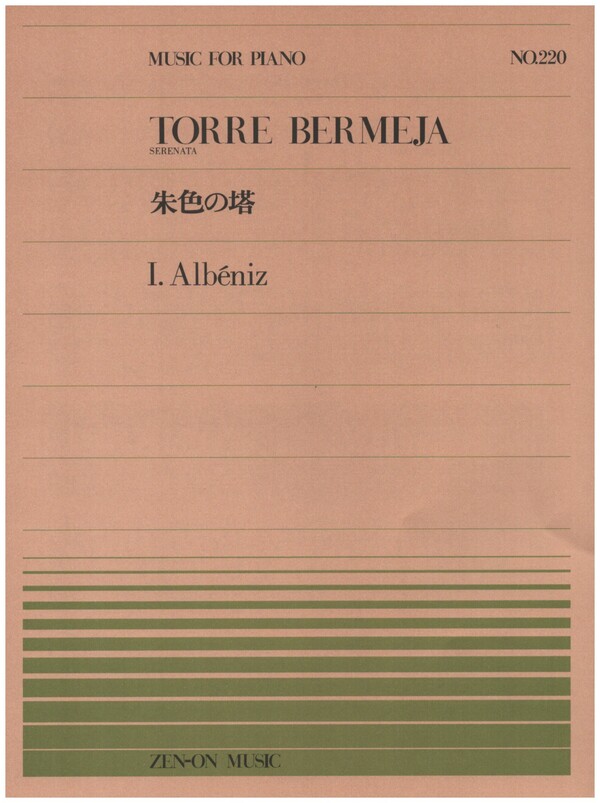 MUSIC FOR PIANO NO.220
TORRE BERMEJA
SERENATA
朱色の塔
I. Albéniz
ZEN-ON MUSIC